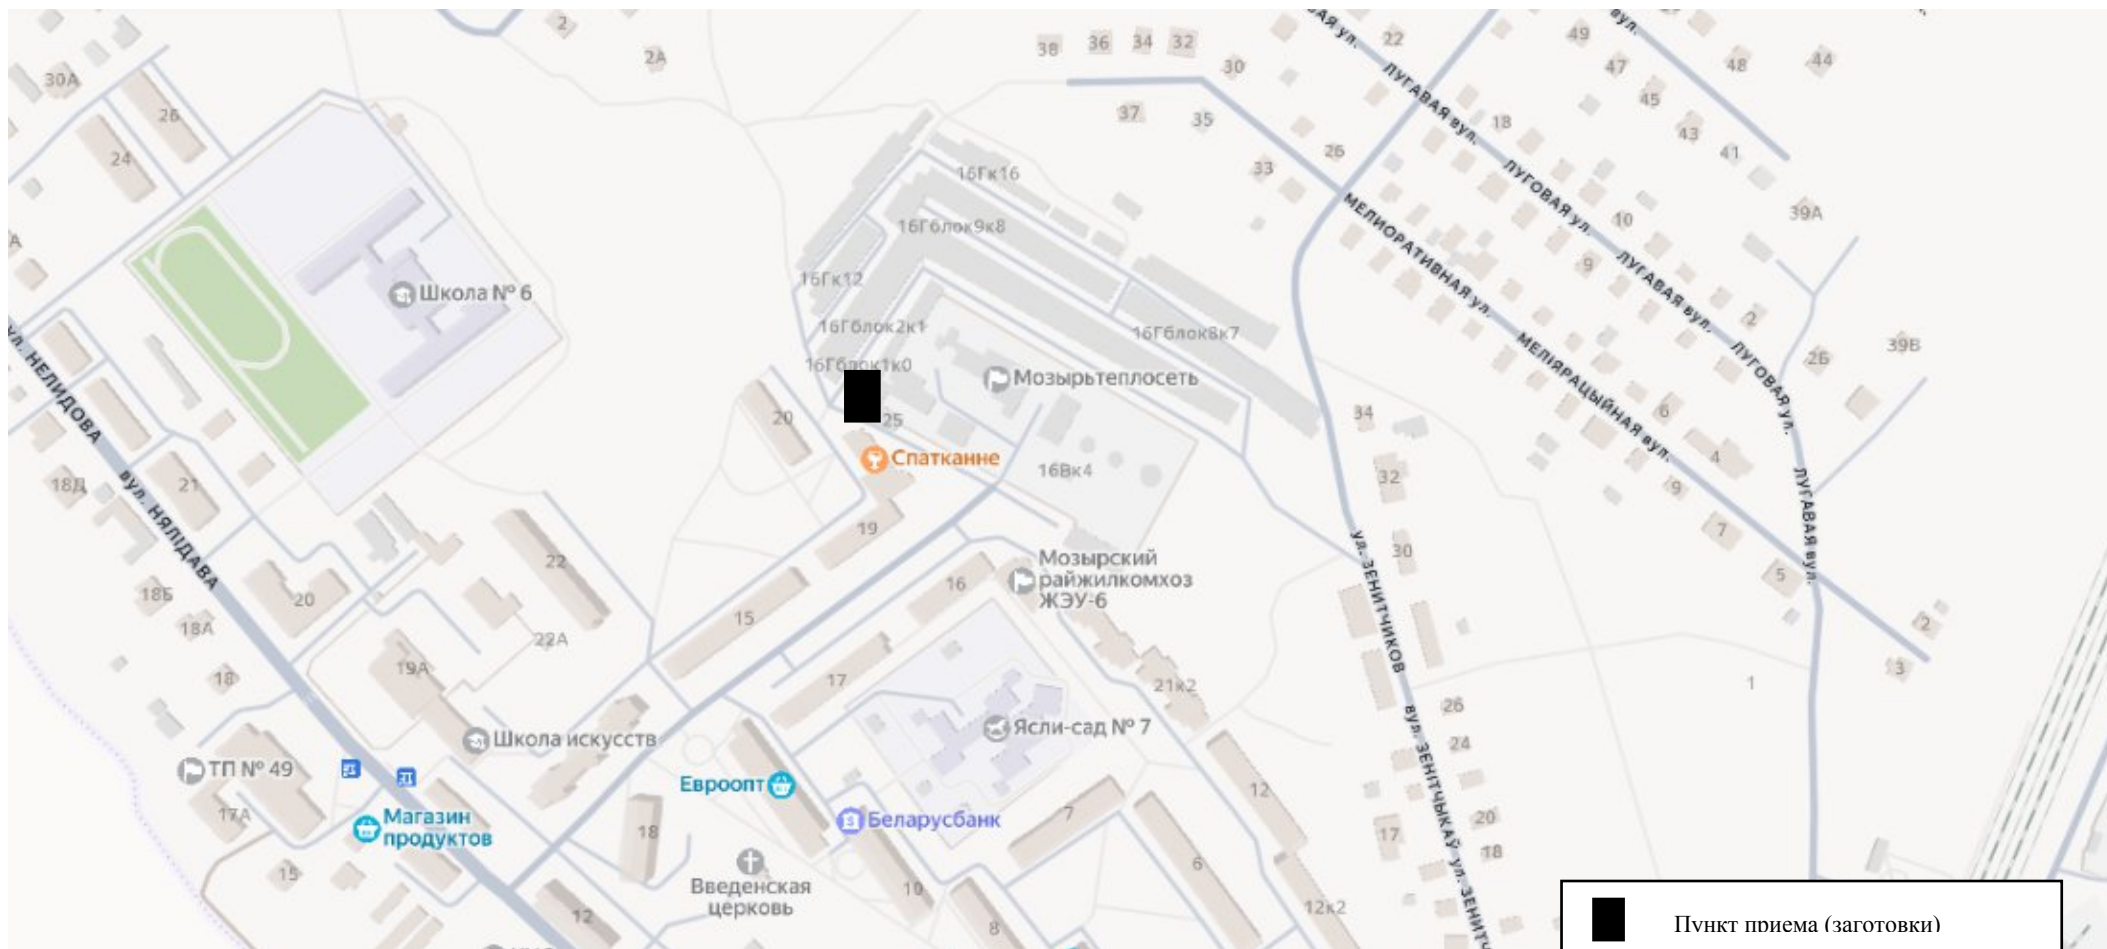 2
2А
38
36
34
32
30
22
49
47
45
43
41
48
44
30А
26
24
37
35
33
26
18
10
9
39А
16Гк16
16Гблок9к8
16Гк12
16Гблок2к1
16Гблок1к0
16Гблок8к7
Школа № 6
Мозырьтеплосеть
25
20
Спатканне
16Вк4
19
ЛУГАВАЯ вул.
ЛУГОВАЯ ул.
ЛУГАВАЯ вул.
ЛУГОВАЯ ул.
ЛУГАВАЯ вул.
МЕЛИОРАТИВНАЯ ул.
МЕЛІЯРАЦЫЙНАЯ вул.
2
2Б
39В
6
4
9
7
5
2
3
1
34
32
30
ул. ЗЕНИТЧИКОВ
вул. ЗЕНІТЧЫКАЎ
26
24
20
18
17
ул. НЕЛИДОВА
вул. НЯЛІДАВА
18Д
21
18Б
18А
18
20
22
22А
19А
15
16
Мозырский
райжилкомхоз
ЖЭУ-6
17
21к2
Ясли-сад № 7
Школа искусств
ТП № 49
17А
15
Магазин
продуктов
Евроопт
Беларусбанк
18
Введенская
церковь
12
10
8
7
6
12
12к2
Пункт приема (заготовки)